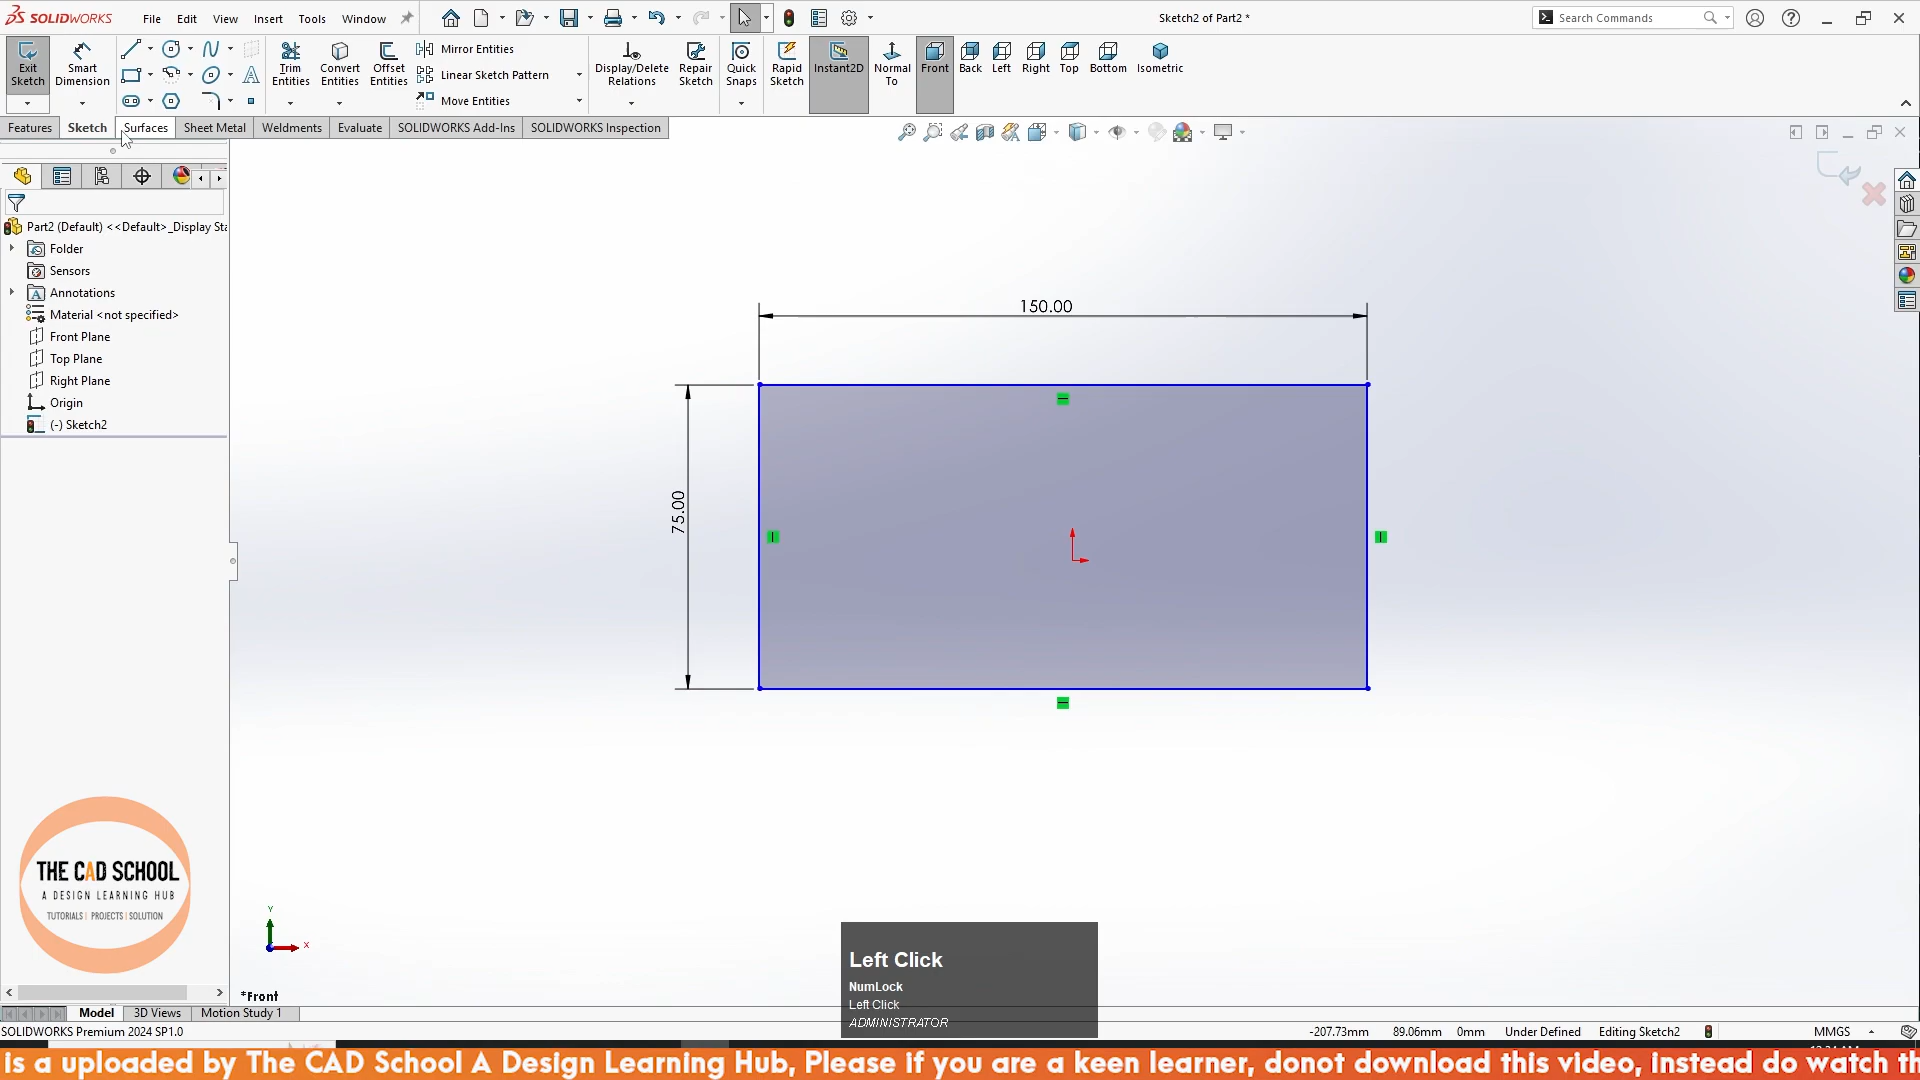 SOLIDWORKS File Edit View Insert Tools Window Sketch2 of Part2 * Search Commands
Exit Sketch
Smart Dimension
Trim Entities
Convert Entities
Offset Entities
Mirror Entities
Linear Sketch Pattern
Move Entities
Display/Delete Relations
Repair Sketch
Quick Snaps
Rapid Sketch
Instant2D
Normal To
Front Back Left Right Top Bottom Isometric
Features Sketch Surfaces Sheet Metal Weldments Evaluate SOLIDWORKS Add-Ins SOLIDWORKS Inspection
Part2 (Default) <<Default>_Display Sta
Folder
Sensors
Annotations
Material <not specified>
Front Plane
Top Plane
Right Plane
Origin
(-) Sketch2
150.00
75.00
THE CAD SCHOOL
A DESIGN LEARNING HUB
TUTORIALS | PROJECTS | SOLUTION
Y
X
*Front
Left Click
NumLock
Left Click
ADMINISTRATOR
Model 3D Views Motion Study 1
SOLIDWORKS Premium 2024 SP1.0 -207.73mm 89.06mm 0mm Under Defined Editing Sketch2 MMGS
is a uploaded by The CAD School A Design Learning Hub, Please if you are a keen learner, donot download this video, instead do watch th